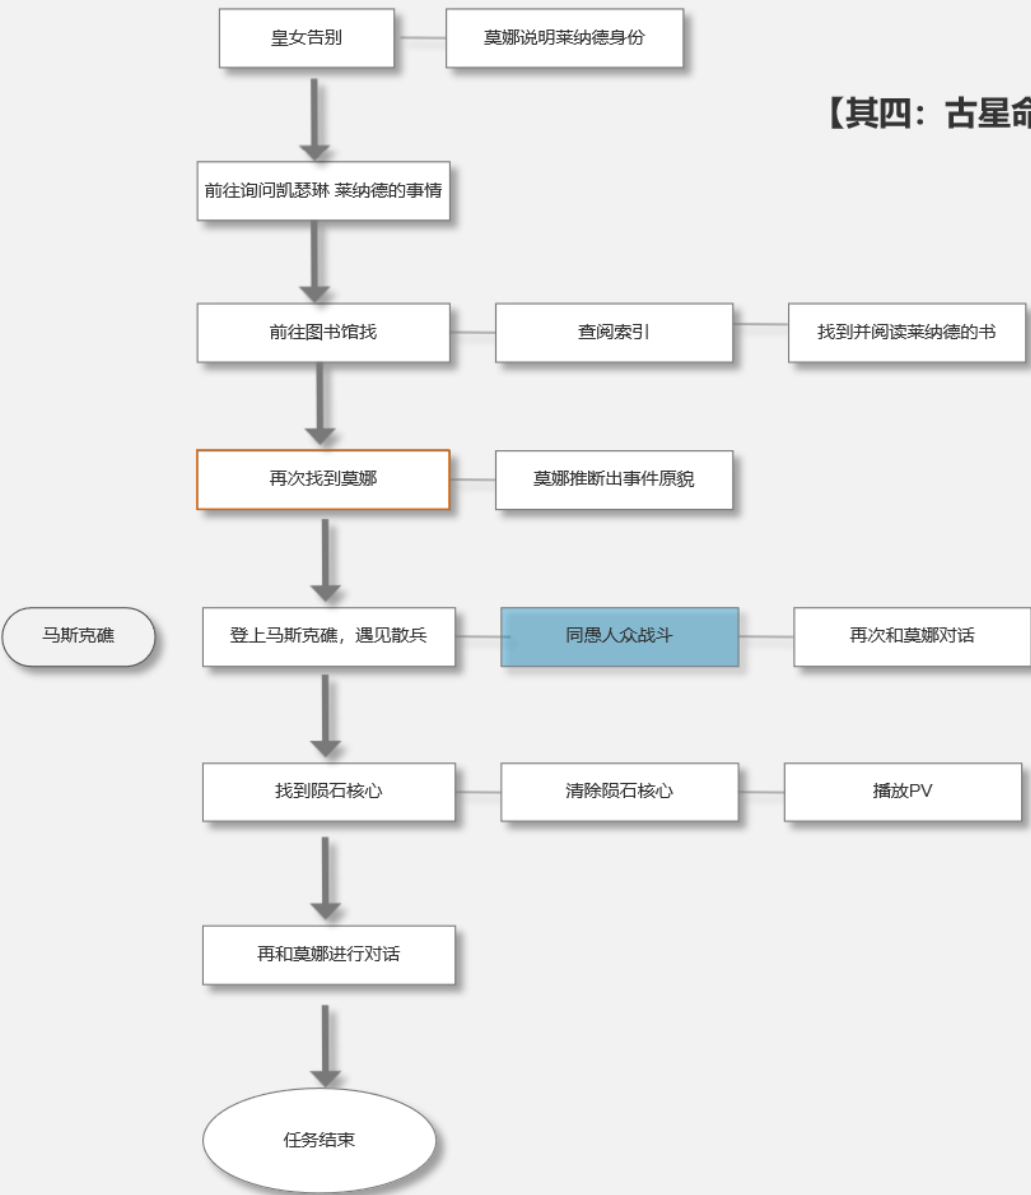 皇女告别
莫娜说明莱纳德身份
【其四：古星命
前往询问凯瑟琳 莱纳德的事情
前往图书馆找
查阅索引
找到并阅读莱纳德的书
再次找到莫娜
莫娜推断出事件原貌
马斯克礁
登上马斯克礁，遇见散兵
同愚人众战斗
再次和莫娜对话
找到陨石核心
清除陨石核心
播放PV
再和莫娜进行对话
任务结束